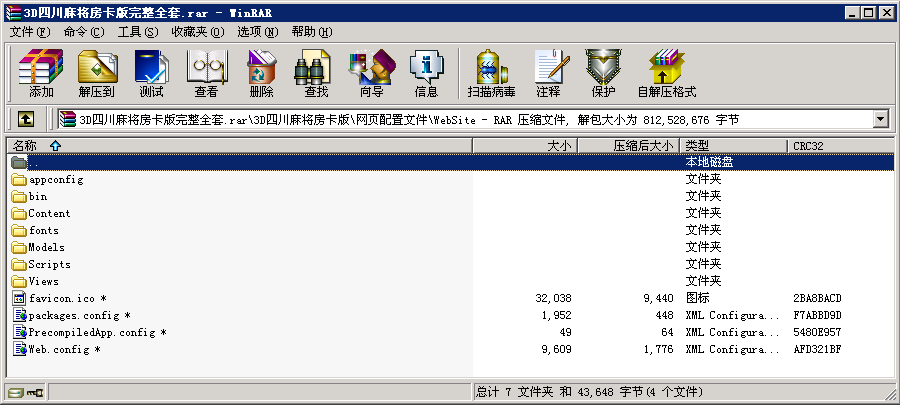 3D四川麻将房卡版完整全套.rar - WinRAR
文件(F) 命令(C) 工具(S) 收藏夹(O) 选项(N) 帮助(H)
添加 解压到 测试 查看 删除 查找 向导 信息 扫描病毒 注释 保护 自解压格式
3D四川麻将房卡版完整全套.rar\3D四川麻将房卡版\网页配置文件\WebSite - RAR 压缩文件, 解包大小为 812,528,676 字节
名称 大小 压缩后大小 类型 CRC32
.. 本地磁盘
appconfig 文件夹
bin 文件夹
Content 文件夹
fonts 文件夹
Models 文件夹
Scripts 文件夹
Views 文件夹
favicon.ico * 32,038 9,440 图标 2BA8BACD
packages.config * 1,952 448 XML Configura... F7ABBD9D
PrecompiledApp.config * 49 64 XML Configura... 5480E957
Web.config * 9,609 1,776 XML Configura... AFD321BF
总计 7 文件夹 和 43,648 字节(4 个文件)